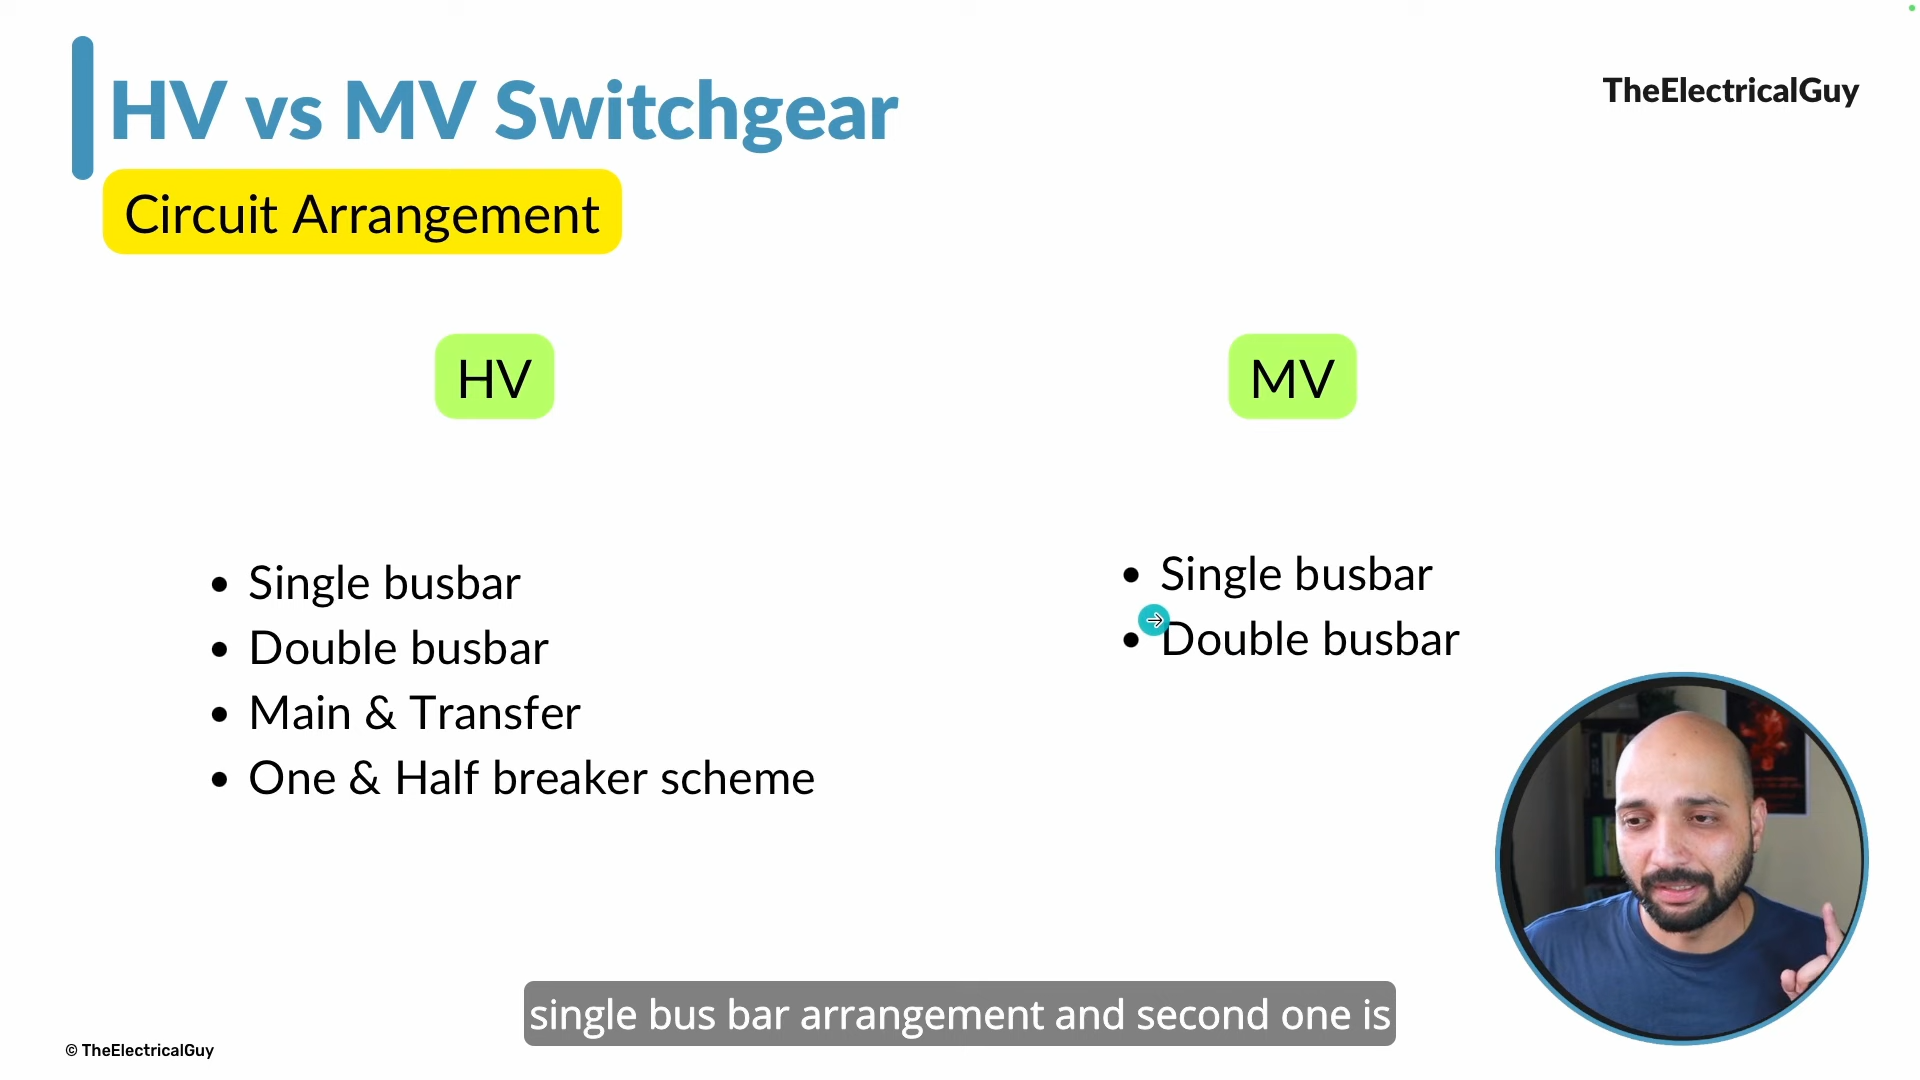 HV vs MV Switchgear
TheElectricalGuy
Circuit Arrangement
HV
MV
• Single busbar
• Double busbar
• Main & Transfer
• One & Half breaker scheme
• Single busbar
• Double busbar
single bus bar arrangement and second one is
© TheElectricalGuy